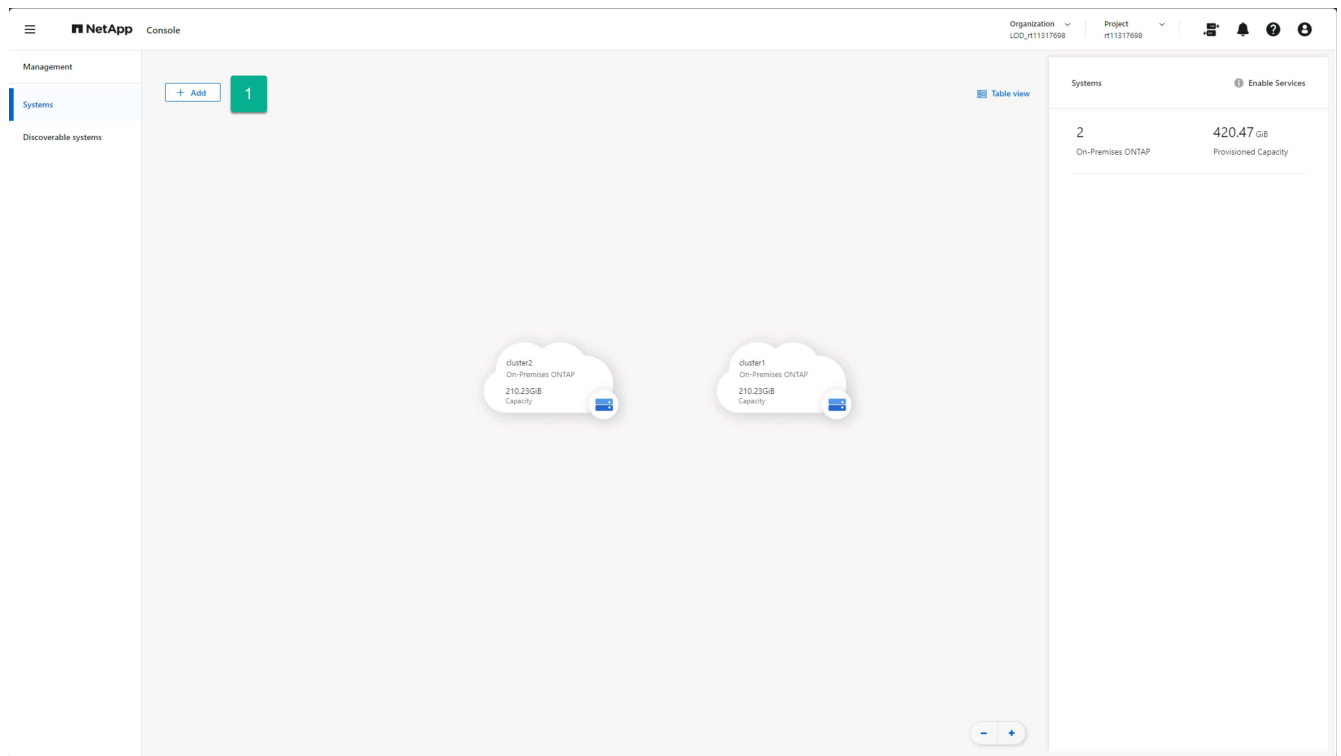 NetApp Console
Organization
LOD_rt11317698
Project
rt11317698
Management
Systems
Discoverable systems
+ Add
1
Table view
cluster2
On-Premises ONTAP
210.23GiB
Capacity
cluster1
On-Premises ONTAP
210.23GiB
Capacity
Systems
Enable Services
2
On-Premises ONTAP
420.47 GiB
Provisioned Capacity
- +